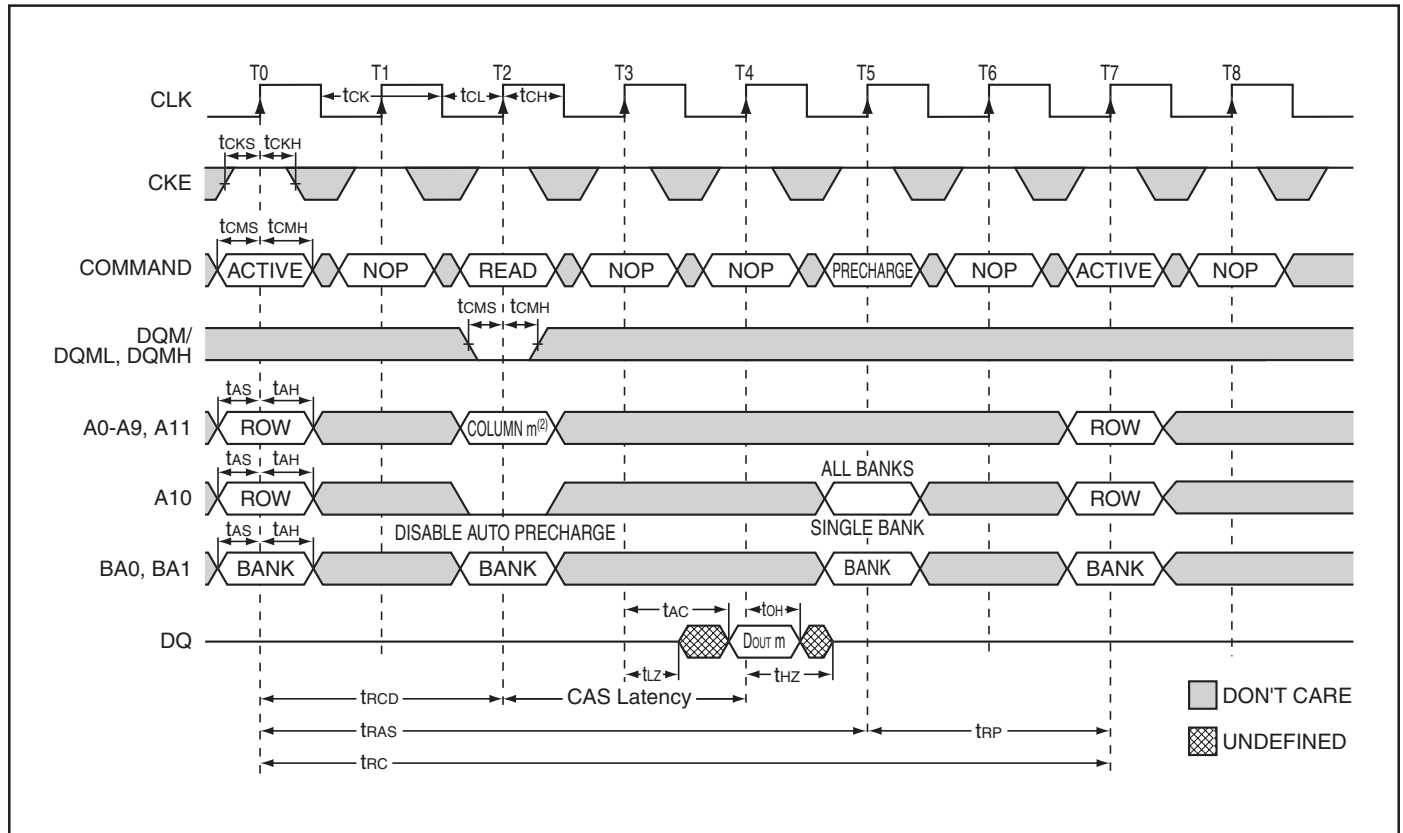 T0 T1 T2 T3 T4 T5 T6 T7 T8
CLK tCK tCL tCH
tCKS tCKH
CKE
tCMS tCMH
COMMAND ACTIVE NOP READ NOP NOP PRECHARGE NOP ACTIVE NOP
tCMS tCMH
DQM/
DQML, DQMH
tAS tAH
A0-A9, A11 ROW COLUMN m(2) ROW
tAS tAH ALL BANKS
A10 ROW ROW
tAS tAH DISABLE AUTO PRECHARGE SINGLE BANK
BA0, BA1 BANK BANK BANK BANK
tAC tOH
DQ DOUT m
tLZ tHZ
tRCD CAS Latency
DON'T CARE
tRAS tRP
UNDEFINED
tRC